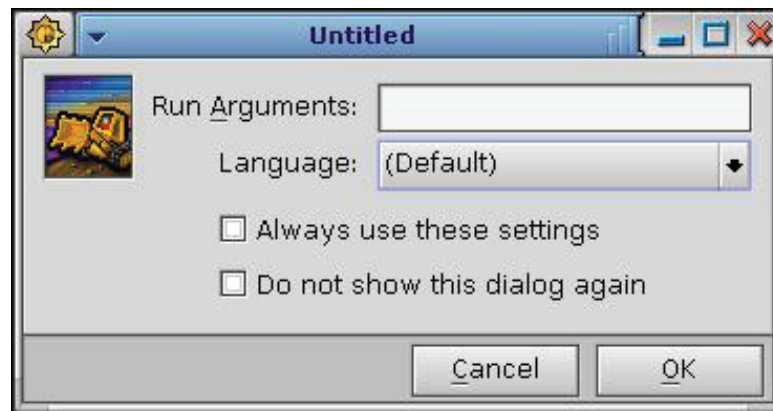 Untitled
Run Arguments:
Language: (Default)
Always use these settings
Do not show this dialog again
Cancel OK